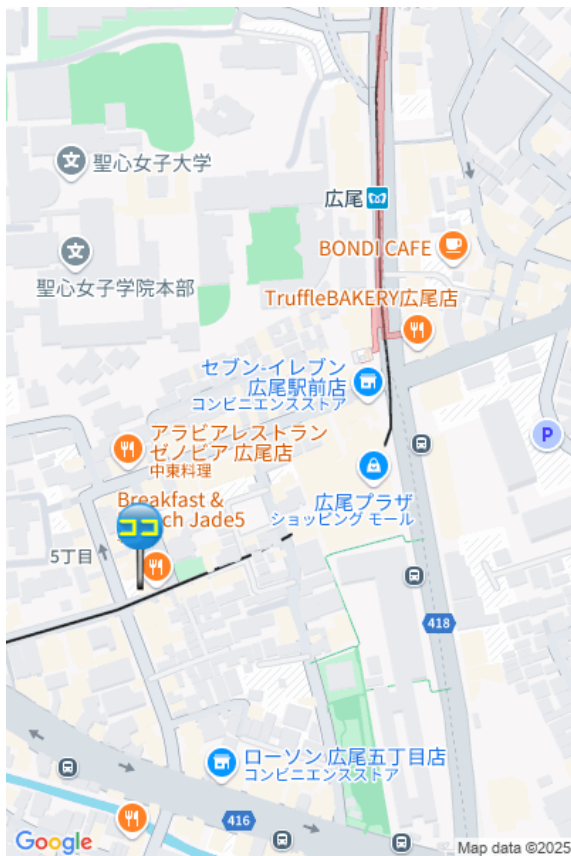 聖心女子大学
広尾
BONDI CAFE
聖心女子学院本部
TruffleBAKERY広尾店
セブン-イレブン
広尾駅前店
コンビニエンスストア
アラビアレストラン
ゼノビア 広尾店
中東料理
P
広尾プラザ
ショッピング モール
Breakfast &
ch Jade5
ココ
5丁目
418
ローソン 広尾五丁目店
コンビニエンスストア
416
Google
Map data ©2025